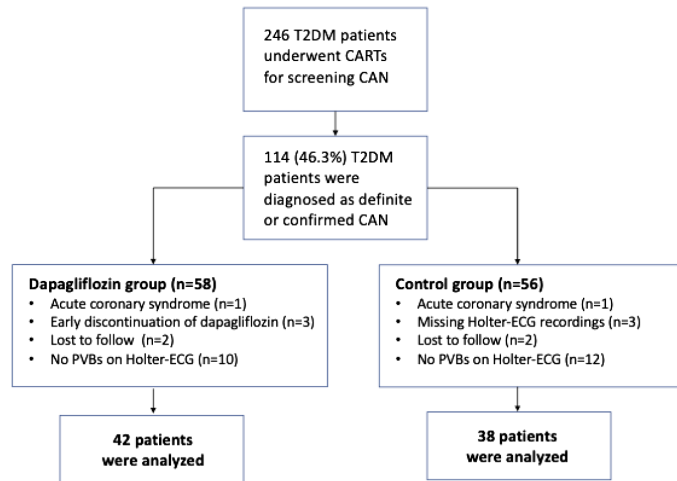 246 T2DM patients
underwent CARTs
for screening CAN
114 (46.3%) T2DM
patients were
diagnosed as definite
or confirmed CAN
Dapagliflozin group (n=58)
• Acute coronary syndrome (n=1)
• Early discontinuation of dapagliflozin (n=3)
• Lost to follow (n=2)
• No PVBs on Holter-ECG (n=10)
Control group (n=56)
• Acute coronary syndrome (n=1)
• Missing Holter-ECG recordings (n=3)
• Lost to follow (n=2)
• No PVBs on Holter-ECG (n=12)
42 patients
were analyzed
38 patients
were analyzed